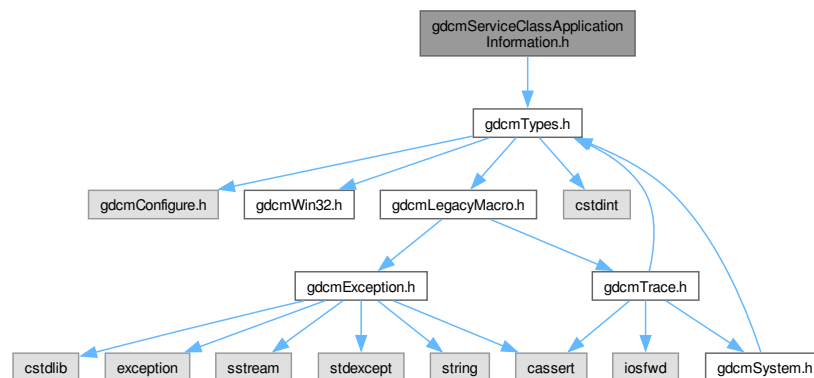 gdcmServiceClassApplication
Information.h
gdcmTypes.h
gdcmConfigure.h
gdcmWin32.h
gdcmLegacyMacro.h
cstdint
gdcmException.h
gdcmTrace.h
cstdlib
exception
sstream
stdexcept
string
cassert
iosfwd
gdcmSystem.h